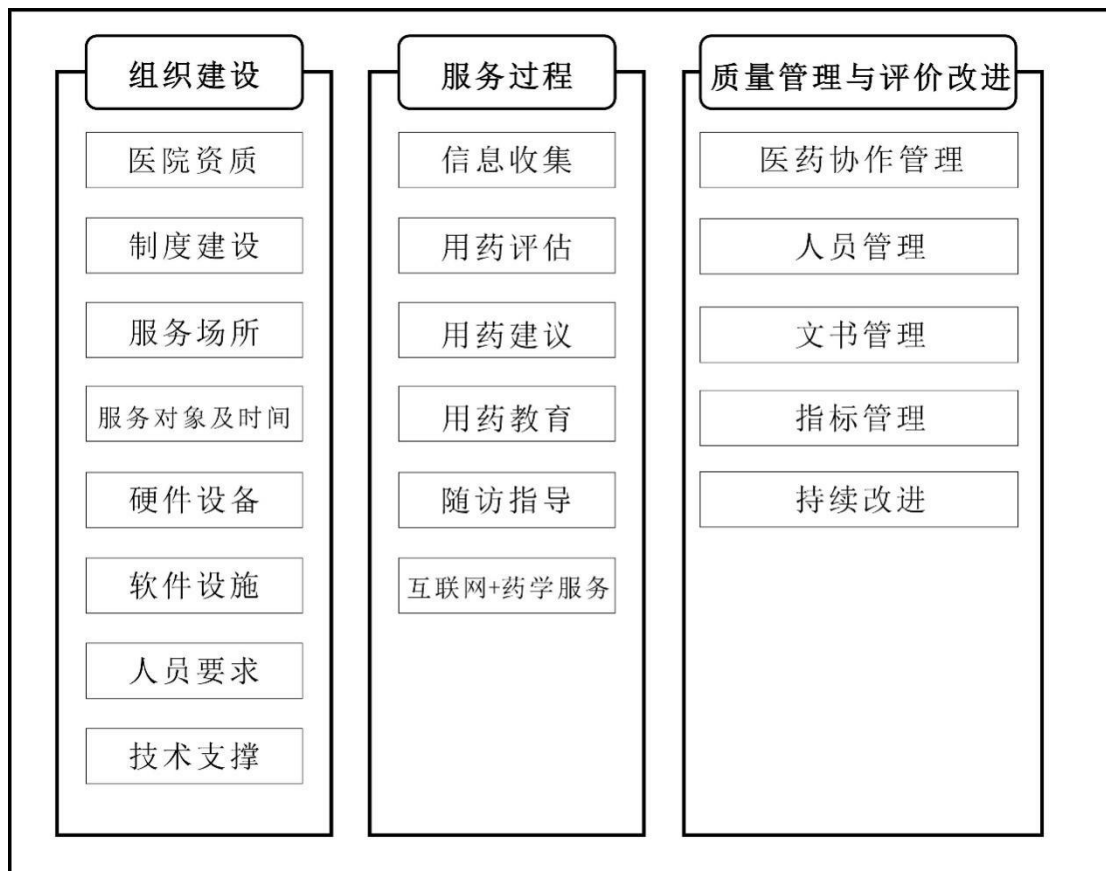 组织建设
医院资质
制度建设
服务场所
服务对象及时间
硬件设备
软件设施
人员要求
技术支撑
服务过程
信息收集
用药评估
用药建议
用药教育
随访指导
互联网+药学服务
质量管理与评价改进
医药协作管理
人员管理
文书管理
指标管理
持续改进